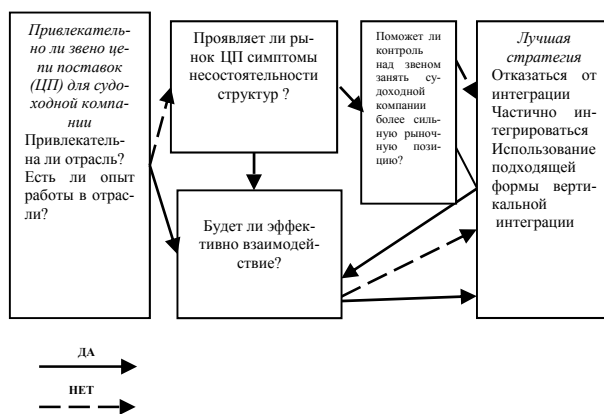 Привлекатель-
но ли звено це-
пи поставок
(ЦП) для судо-
ходной компа-
нии
Привлекатель-
на ли отрасль?
Есть ли опыт
работы в отрас-
ли?
Проявляет ли ры-
нок ЦП симптомы
несостоятельности
структур ?
Поможет ли
контроль
над звеном
занять су-
доходной
компании
более силь-
ную рыноч-
ную пози-
цию?
Лучшая
стратегия
Отказаться от
интеграции
Частично ин-
тегрироваться
Использование
подходящей
формы верти-
кальной
интеграции
Будет ли эффек-
тивно взаимодей-
ствие?
ДА
НЕТ